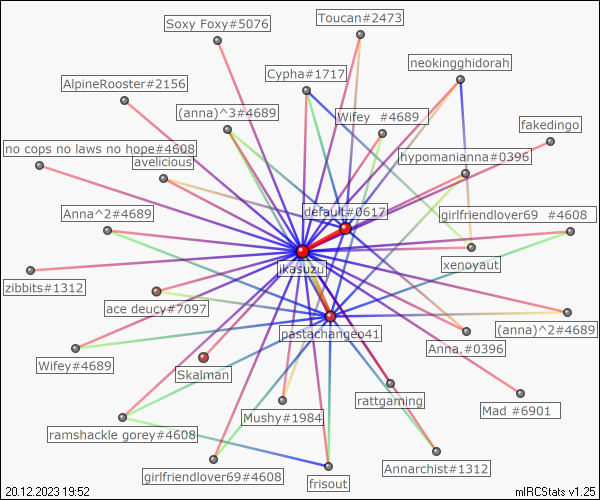 Soxy Foxy#5076
Toucan#2473
neokingghidorah
Cypha#1717
AlpineRooster#2156
(anna)^3#4689
Wifey #4689
fakedingo
no cops no laws no hope#4608
avelicious
hypomanianna#0396
Anna^2#4689
default#0617
girlfriendlover69 #4608
ikasuzu
xenoyaut
zibbits#1312
ace deucy#7097
pastachangeo41
(anna)^2#4689
Anna.#0396
Wifey#4689
Skalman
rattgaming
Mushy#1984
Mad #6901
ramshackle gorey#4608
girlfriendlover69#4608
Annarchist#1312
frisout
20.12.2023 19:52
mIRCStats v1.25